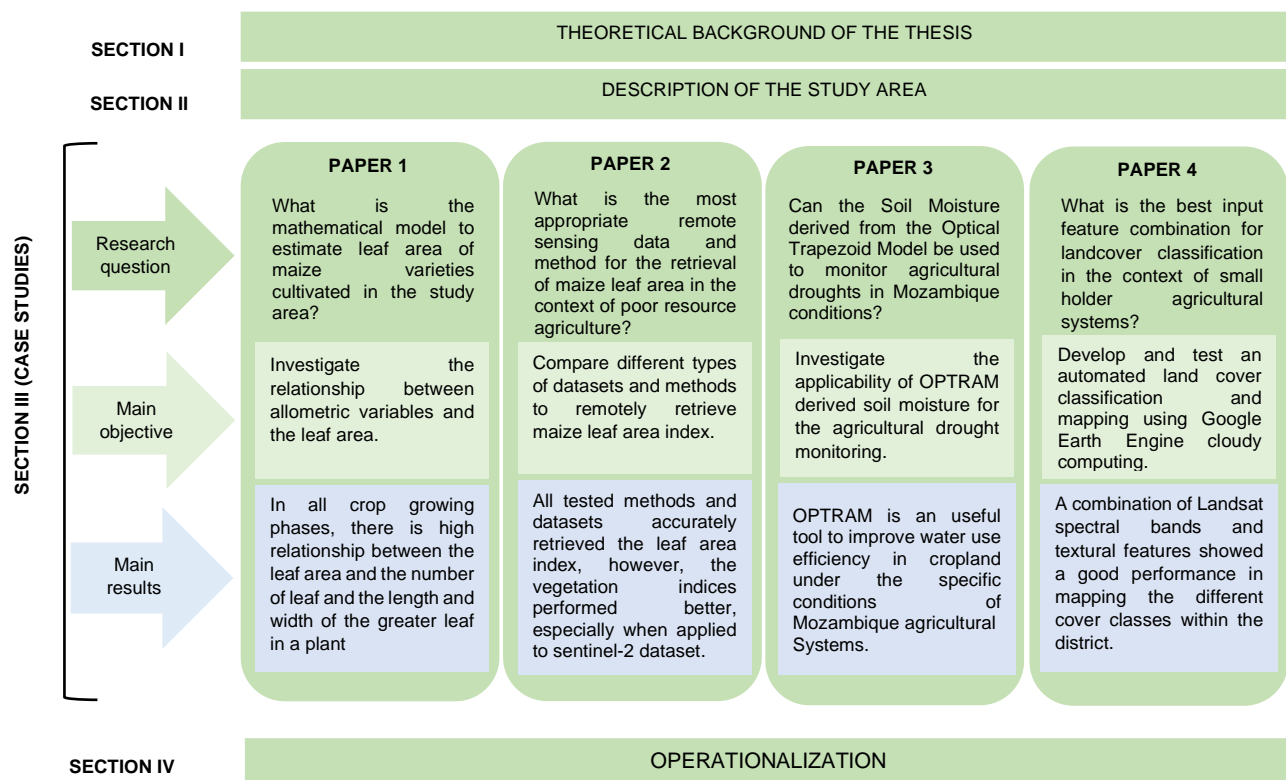 SECTION I
THEORETICAL BACKGROUND OF THE THESIS
SECTION II
DESCRIPTION OF THE STUDY AREA
SECTION III (CASE STUDIES)
Research
question
Main
objective
Main
results
PAPER 1
What is the
mathematical model to
estimate leaf area of
maize varieties
cultivated in the study
area?
Investigate the
relationship between
allometric variables and
the leaf area.
In all crop growing
phases, there is high
relationship between the
leaf area and the number
of leaf and the length and
width of the greater leaf
in a plant
PAPER 2
What is the most
appropriate remote
sensing data and
method for the retrieval
of maize leaf area in the
context of poor resource
agriculture?
Compare different types
of datasets and methods
to remotely retrieve
maize leaf area index.
All tested methods and
datasets accurately
retrieved the leaf area
index, however, the
vegetation indices
performed better,
especially when applied
to sentinel-2 dataset.
PAPER 3
Can the Soil Moisture
derived from the Optical
Trapezoid Model be used
to monitor agricultural
droughts in Mozambique
conditions?
Investigate the
applicability of OPTRAM
derived soil moisture for
the agricultural drought
monitoring.
OPTRAM is an useful
tool to improve water use
efficiency in cropland
under the specific
conditions of
Mozambique agricultural
Systems.
PAPER 4
What is the best input
feature combination for
landcover classification
in the context of small
holder agricultural
systems?
Develop and test an
automated land cover
classification and
mapping using Google
Earth Engine cloudy
computing.
A combination of Landsat
spectral bands and
textural features showed
a good performance in
mapping the different
cover classes within the
district.
SECTION IV
OPERATIONALIZATION